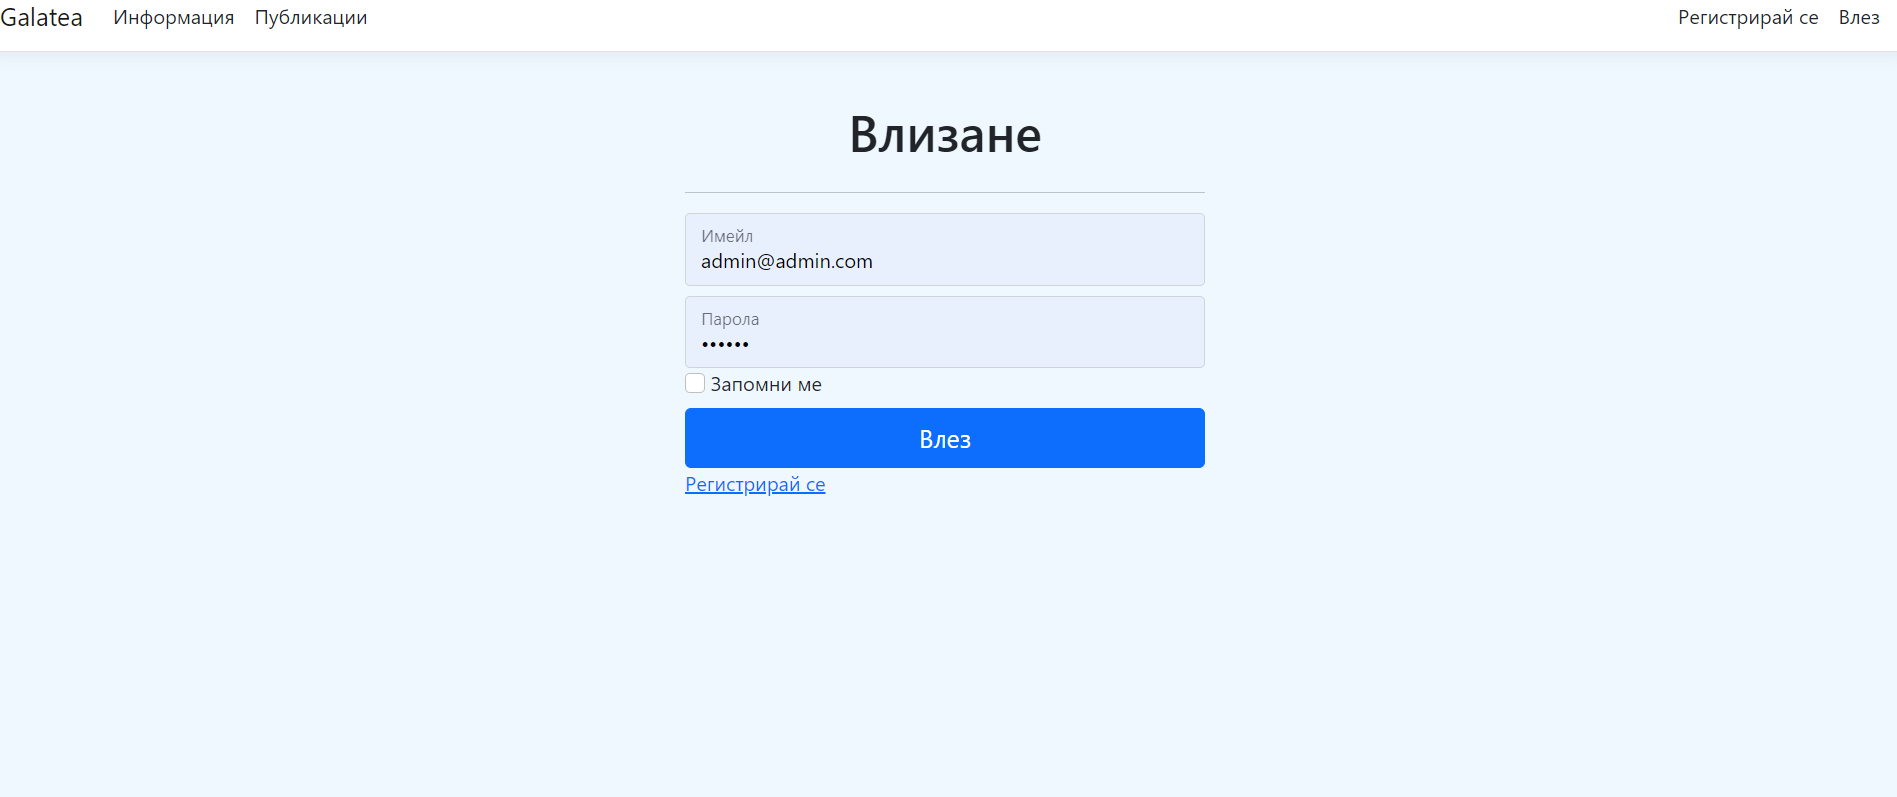 Galatea Информация Публикации Регистрирай се Влез
Влизане
Имейл
admin@admin.com
Парола
••••••
Запомни ме
Влез
Регистрирай се